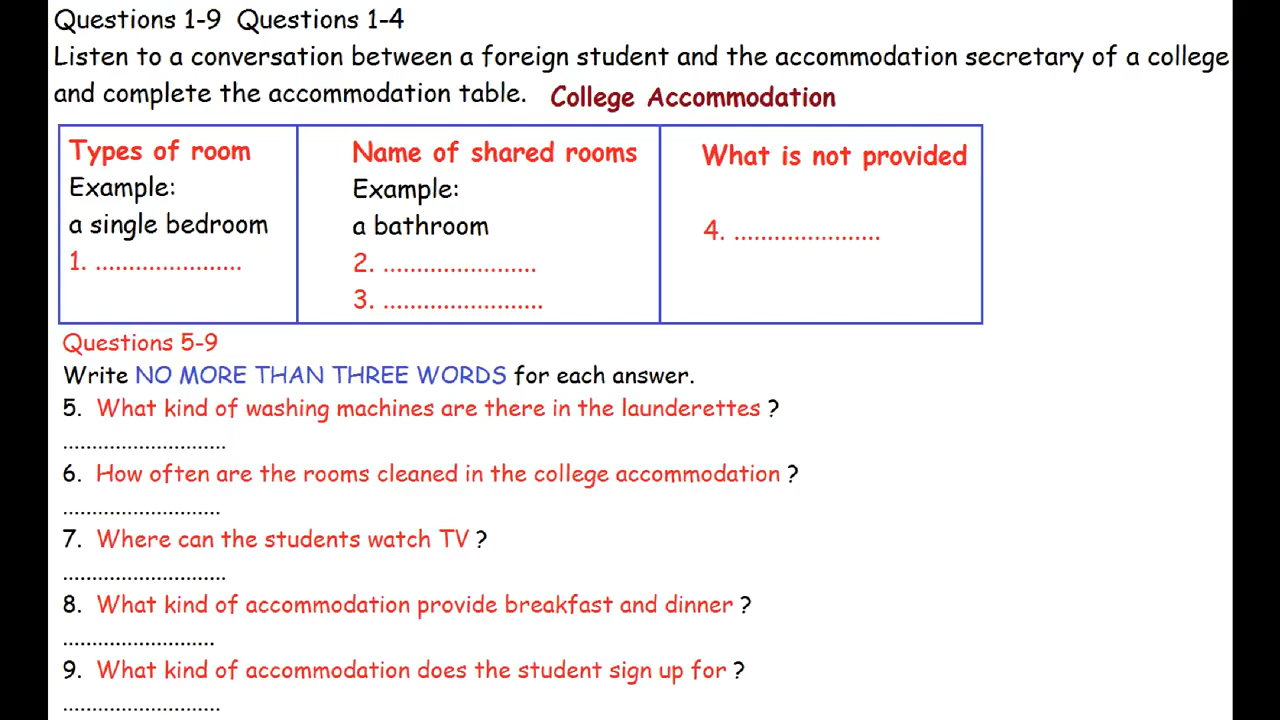 Questions 1-9 Questions 1-4
Listen to a conversation between a foreign student and the accommodation secretary of a college
and complete the accommodation table. College Accommodation
Types of room
Example:
a single bedroom
1. ......................
Name of shared rooms
Example:
a bathroom
2. .......................
3. ........................
What is not provided
4. ......................
Questions 5-9
Write NO MORE THAN THREE WORDS for each answer.
5. What kind of washing machines are there in the launderettes ?
............................
6. How often are the rooms cleaned in the college accommodation ?
...........................
7. Where can the students watch TV ?
............................
8. What kind of accommodation provide breakfast and dinner ?
..........................
9. What kind of accommodation does the student sign up for ?
...........................